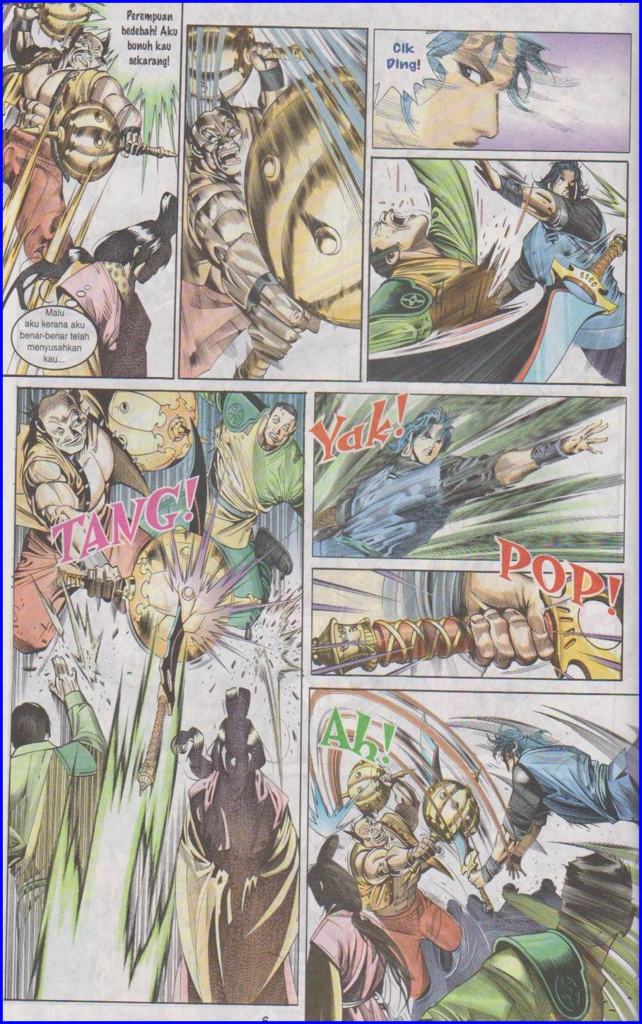 Perempuan
bedebah! Aku
bunuh kau
sekarang!
Malu
aku kerana aku
benar-benar telah
menyusahkan
kau...
Cik
Ding!
TANG!
Yak!
POP!
Ah!
6